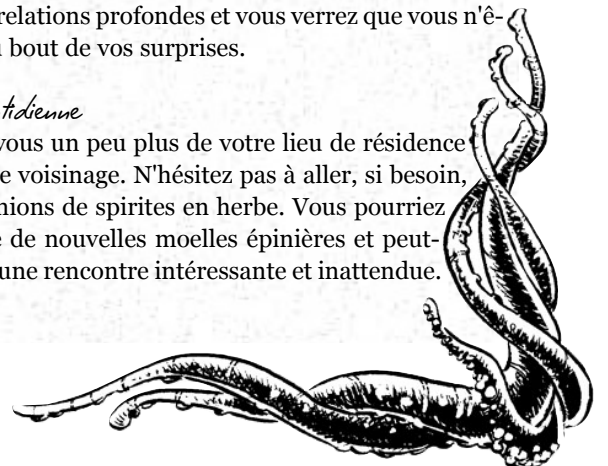 relations profondes et vous verrez que vous n'ê-
bout de vos surprises.
tidienne
vous un peu plus de votre lieu de résidence
e voisinage. N'hésitez pas à aller, si besoin,
nions de spirites en herbe. Vous pourriez
de nouvelles moelles épinières et peut-
une rencontre intéressante et inattendue.